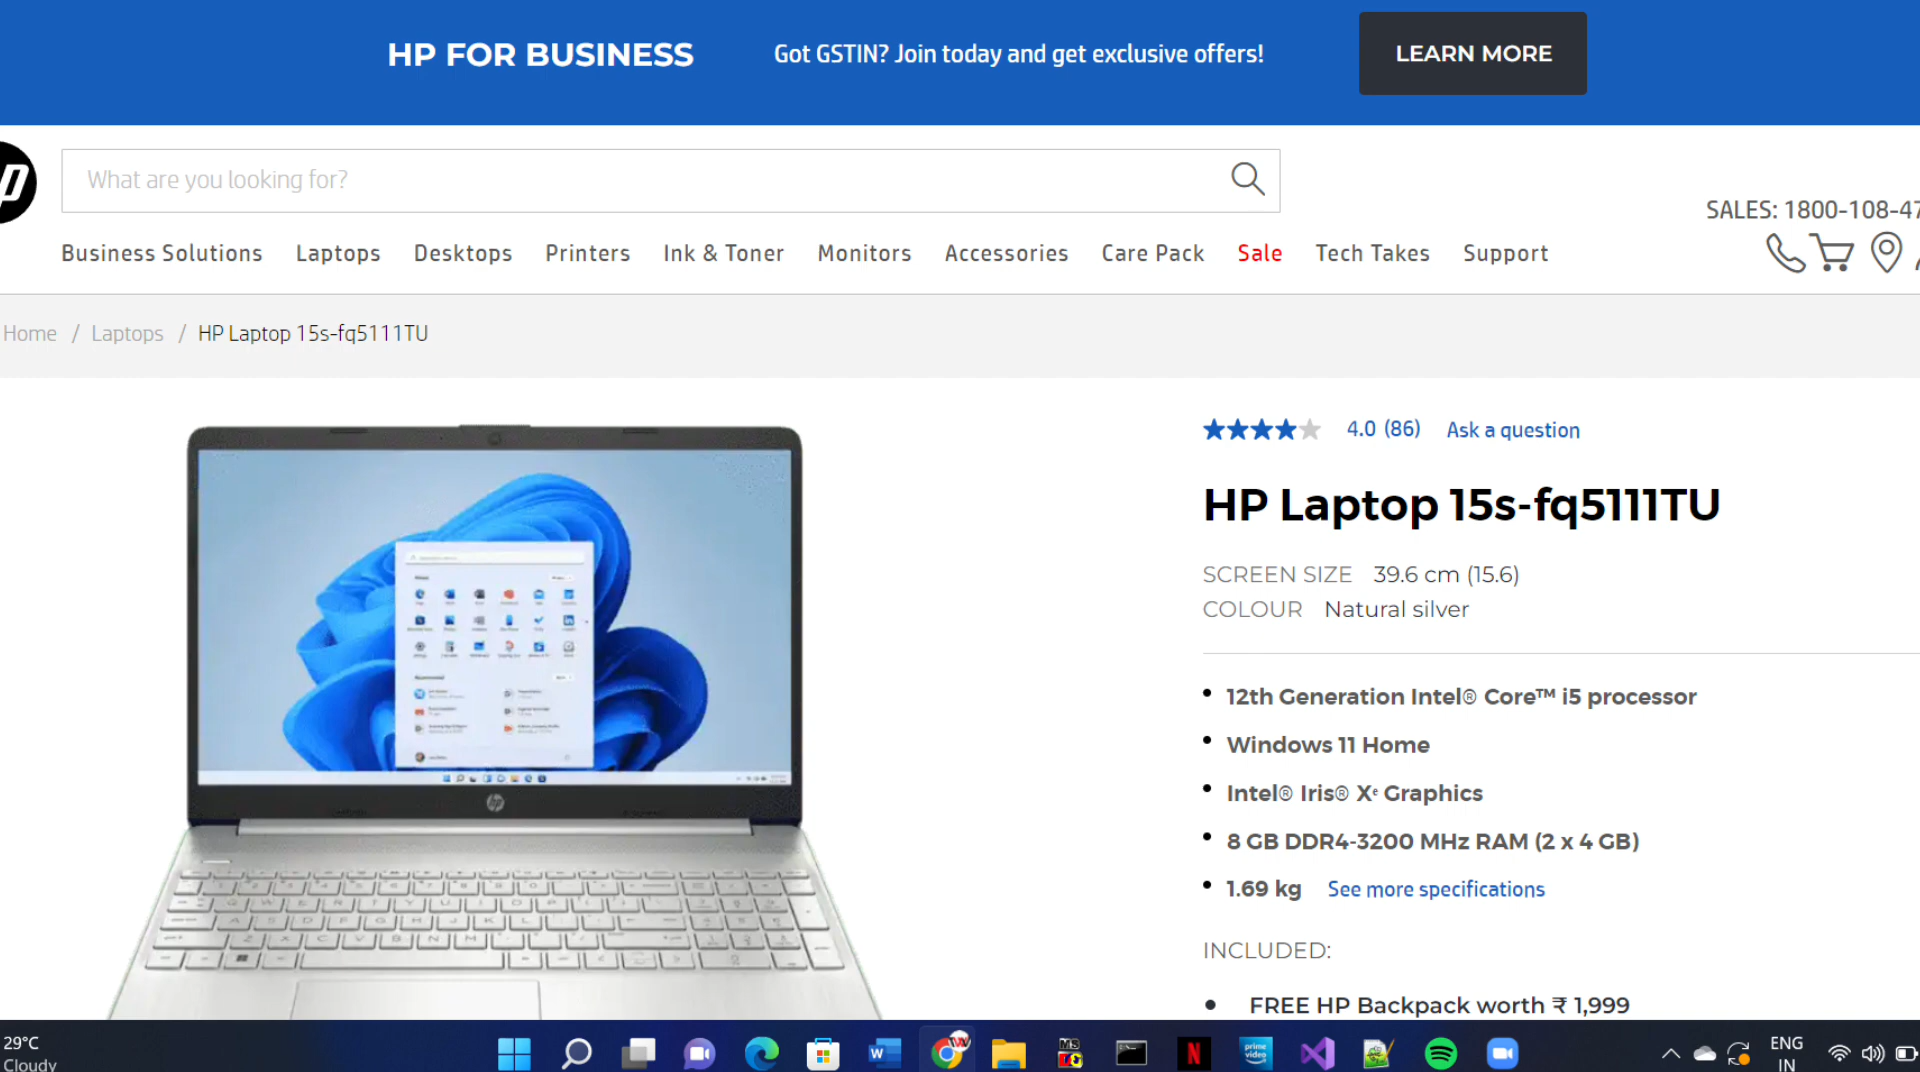 HP FOR BUSINESS Got GSTIN? Join today and get exclusive offers! LEARN MORE
What are you looking for?
SALES: 1800-108-47
Business Solutions Laptops Desktops Printers Ink & Toner Monitors Accessories Care Pack Sale Tech Takes Support
Home / Laptops / HP Laptop 15s-fq5111TU
4.0 (86) Ask a question
HP Laptop 15s-fq5111TU
SCREEN SIZE 39.6 cm (15.6)
COLOUR Natural silver
• 12th Generation Intel® Core™ i5 processor
• Windows 11 Home
• Intel® Iris® Xᵉ Graphics
• 8 GB DDR4-3200 MHz RAM (2 x 4 GB)
• 1.69 kg See more specifications
INCLUDED:
• FREE HP Backpack worth ₹ 1,999
hp
29°C
Cloudy
prime
video
ENG
IN